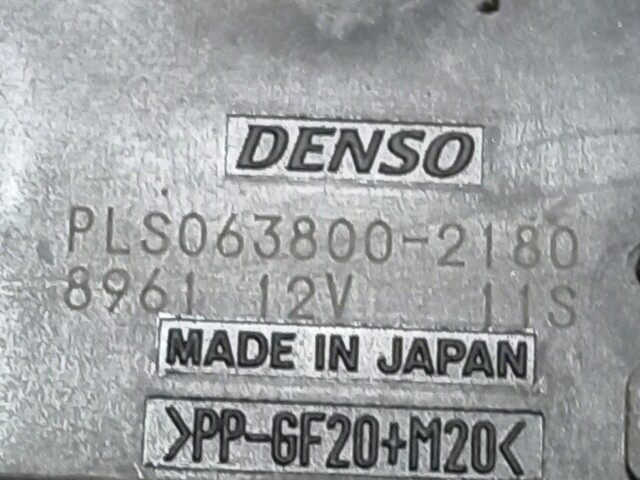 DENSO
PLS063800-2180
8961 12V 11S
MADE IN JAPAN
>PP-GF20+M20<